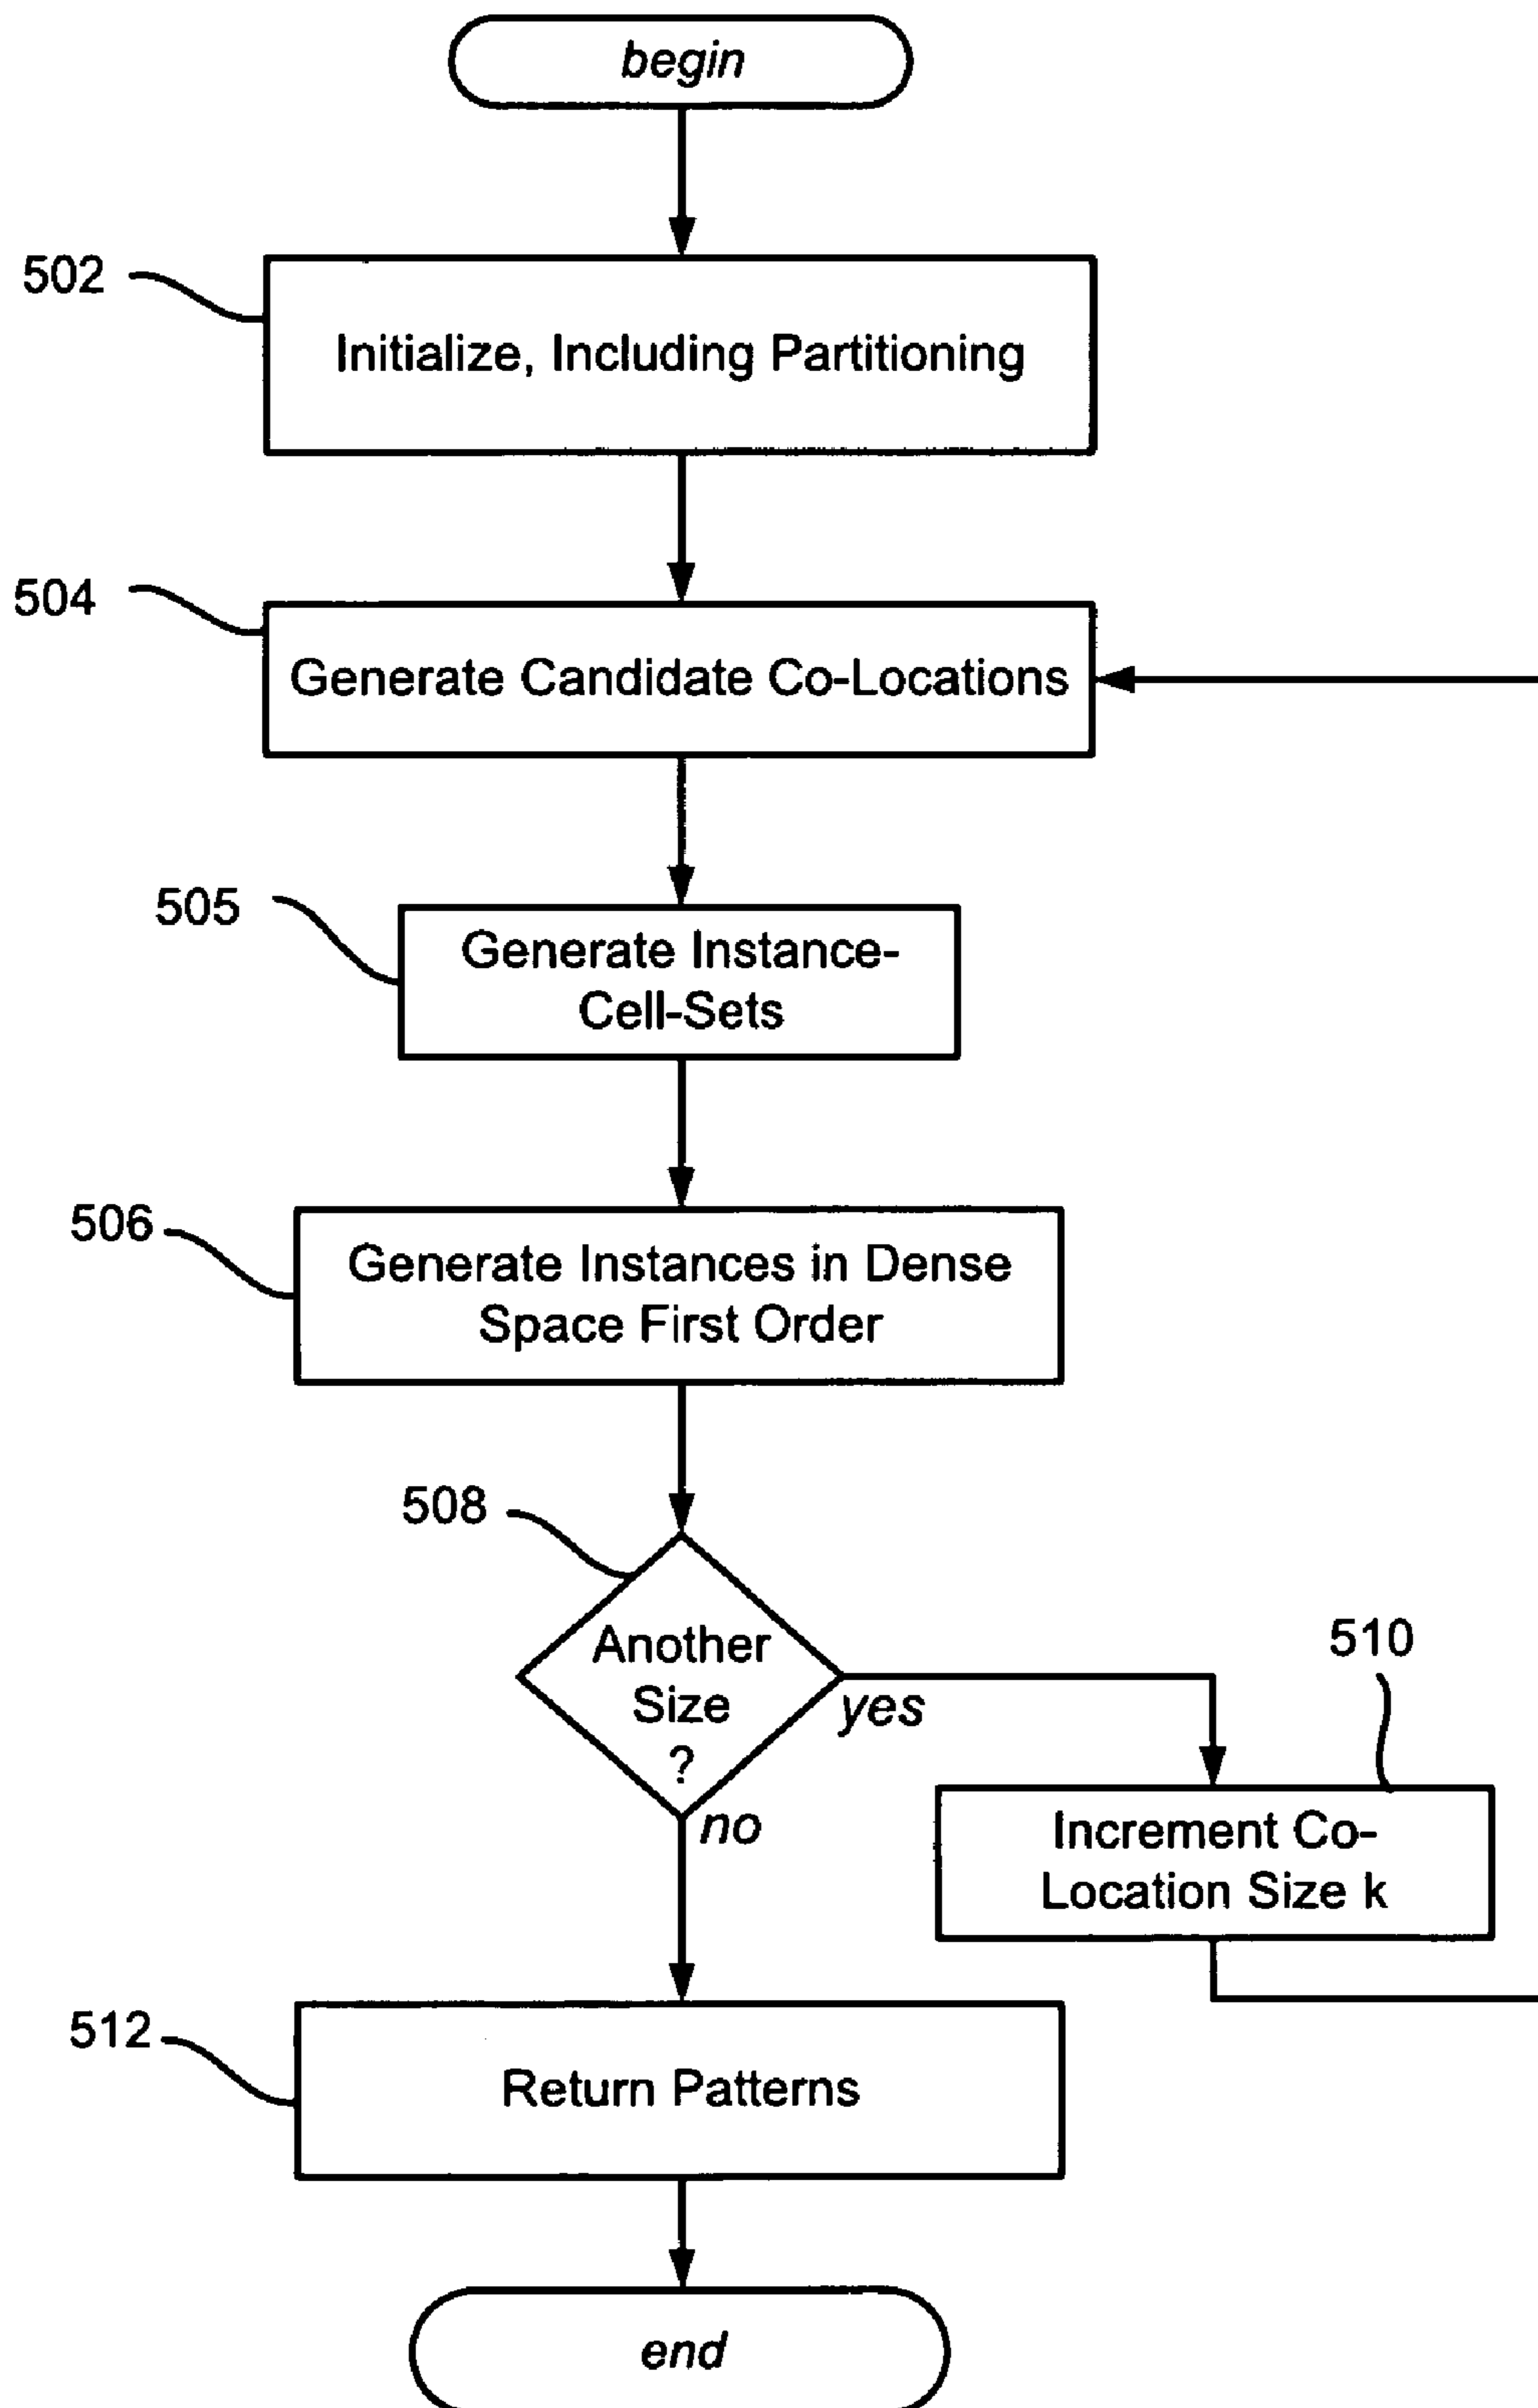 begin
502
Initialize, Including Partitioning
504
Generate Candidate Co-Locations
505
Generate Instance-
Cell-Sets
506
Generate Instances in Dense
Space First Order
508
Another
Size
?
yes
no
510
Increment Co-
Location Size k
512
Return Patterns
end